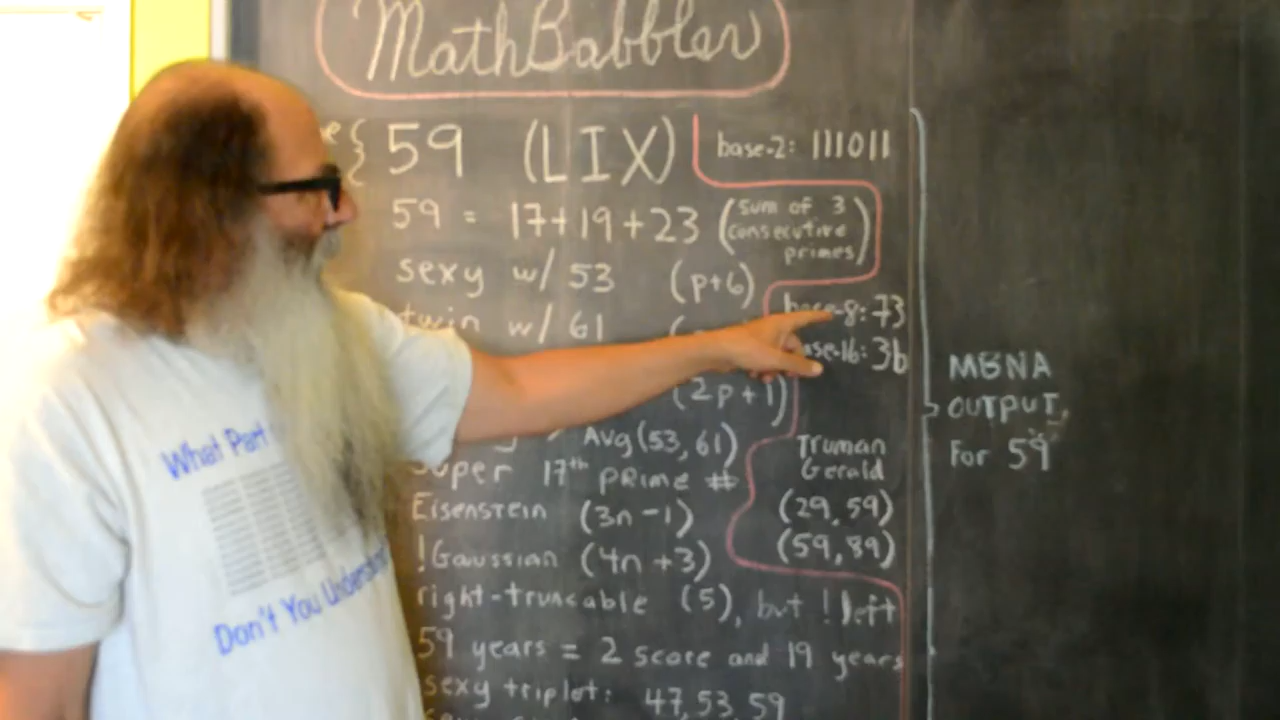 MathBabbler
59 (LIX)
base-2: 111011
59 = 17+19+23 (sum of 3 consecutive primes)
sexy w/ 53 (p+6)
twin w/ 61
base-8: 73
base-16: 3b
(2p+1)
Avg(53,61)
super 17th prime #
Eisenstein (3n-1)
!Gaussian (4n+3)
right-truncable (5), but !left
59 years = 2 score and 19 years
sexy triplet: 47,53,59
Truman
Gerald
(29,59)
(59,89)
MBNA
OUTPUT
For 59
What Part
Don't You Understand